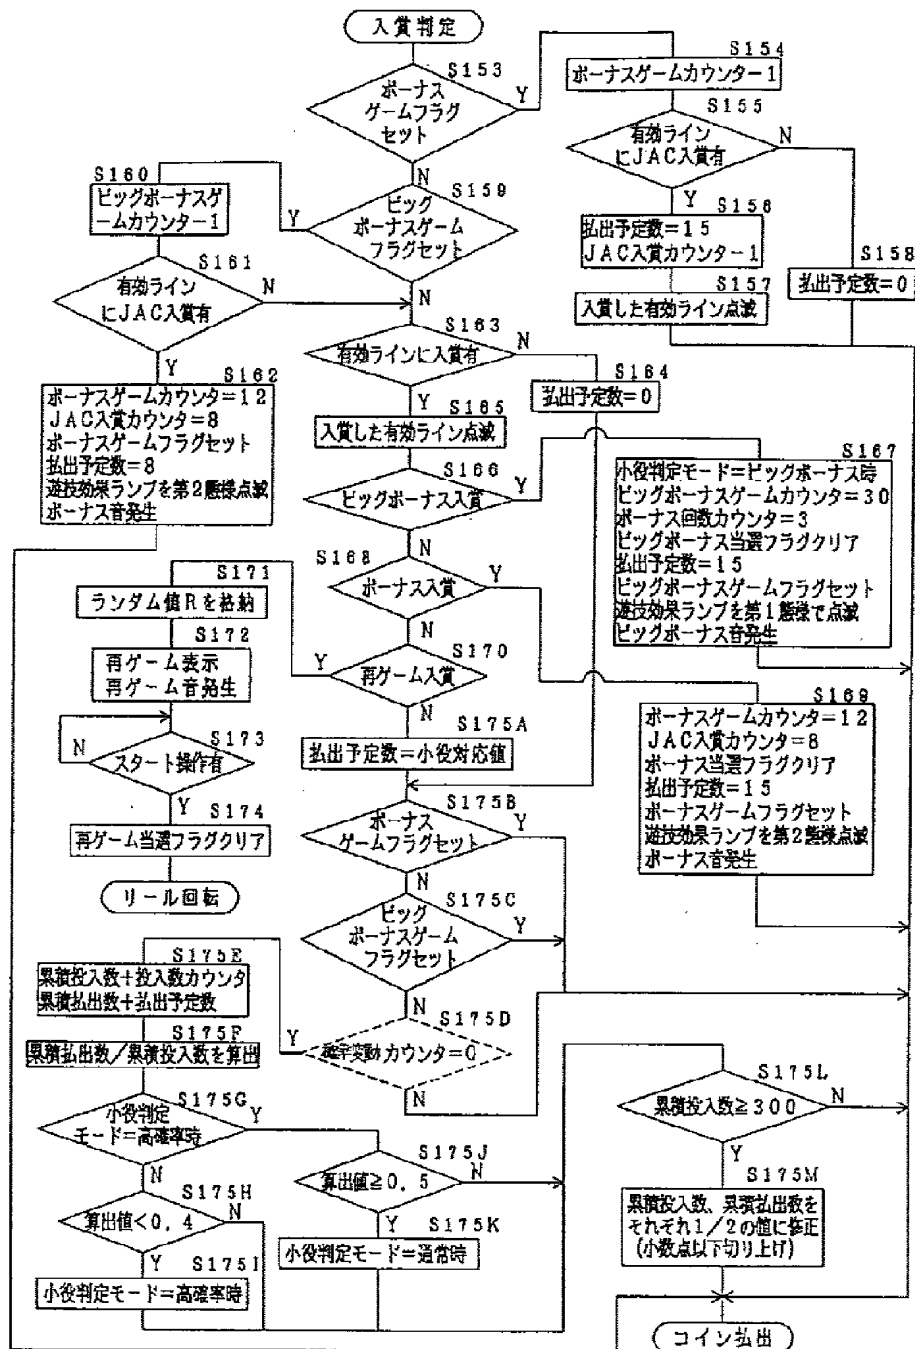 入賞判定
S153
ボーナス
ゲームフラグ
セット
Y
N
S154
ボーナスゲームカウンター1
S155
有効ライン
にJAC入賞有
N
Y
S156
払出予定数=15
JAC入賞カウンター1
S157
入賞した有効ライン点滅
S158
払出予定数=0
S159
ビッグ
ボーナスゲーム
フラグセット
Y
N
S160
ビッグボーナスゲ
ームカウンター1
S161
有効ライン
にJAC入賞有
N
Y
S162
ボーナスゲームカウンタ=12
JAC入賞カウンタ=8
ボーナスゲームフラグセット
払出予定数=8
遊技効果ランプを第2態様点滅
ボーナス音発生
S163
有効ラインに入賞有
N
Y
S164
払出予定数=0
S165
入賞した有効ライン点滅
S166
ビッグボーナス入賞
Y
N
S167
小役判定モード=ビッグボーナス時
ビッグボーナスゲームカウンタ=30
ボーナス回数カウンタ=3
ビッグボーナス当選フラグクリア
払出予定数=15
ビッグボーナスゲームフラグセット
遊技効果ランプを第1態様で点滅
ビッグボーナス音発生
S168
ボーナス入賞
Y
N
S169
ボーナスゲームカウンタ=12
JAC入賞カウンタ=8
ボーナス当選フラグクリア
払出予定数=15
ボーナスゲームフラグセット
遊技効果ランプを第2態様点滅
ボーナス音発生
S170
再ゲーム入賞
Y
N
S171
ランダム値Rを格納
S172
再ゲーム表示
再ゲーム音発生
S173
スタート操作有
N
Y
S174
再ゲーム当選フラグクリア
リール回転
S175A
払出予定数=小役対応値
S175B
ボーナス
ゲームフラグセット
Y
N
S175C
ビッグ
ボーナスゲーム
フラグセット
Y
N
S175D
確率変動カウンタ=0
Y
N
S175E
累積投入数+投入数カウンタ
累積払出数+払出予定数
S175F
累積払出数/累積投入数を算出
S175G
小役判定
モード=高確率時
Y
N
S175H
算出値<0.4
N
Y
S175I
小役判定モード=高確率時
S175J
算出値≧0.5
N
Y
S175K
小役判定モード=通常時
S175L
累積投入数≧300
N
Y
S175M
累積投入数、累積払出数を
それぞれ1/2の値に修正
(小数点以下切り上げ)
コイン払出